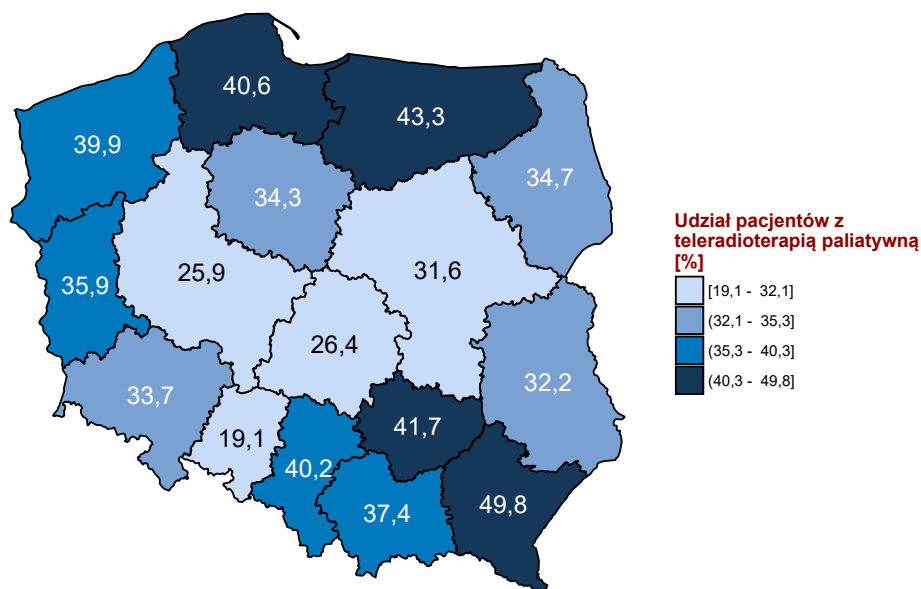 40,6
43,3
39,9
34,7
34,3
25,9
31,6
35,9
26,4
32,2
33,7
41,7
19,1
40,2
49,8
37,4
Udział pacjentów z
teleradioterapią paliatywną
[%]
[19,1 - 32,1]
(32,1 - 35,3]
(35,3 - 40,3]
(40,3 - 49,8]